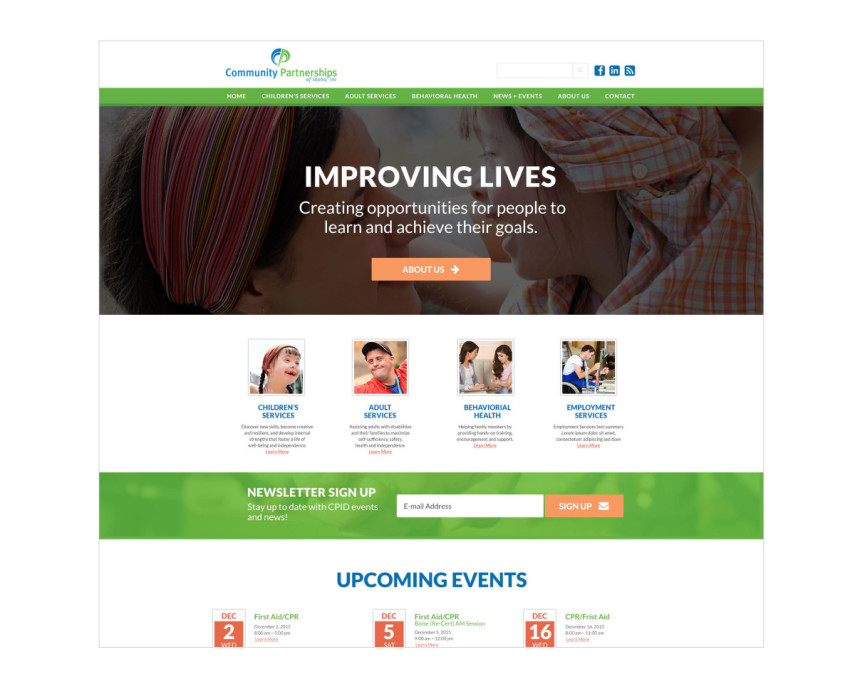 Community Partnerships
of Idaho, Inc
HOME CHILDREN'S SERVICES ADULT SERVICES BEHAVIORAL HEALTH NEWS + EVENTS ABOUT US CONTACT
IMPROVING LIVES
Creating opportunities for people to
learn and achieve their goals.
ABOUT US
CHILDREN'S
SERVICES
Discover new skills, become creative
and resilient, and develop internal
strengths that foster a life of
well-being and independence.
Learn More
ADULT
SERVICES
Assisting adults with disabilities
and their families to maximize
self-sufficiency, safety,
health and independence.
Learn More
BEHAVIORIAL
HEALTH
Helping family members by
providing hands on training,
encouragement and support.
Learn More
EMPLOYMENT
SERVICES
Employment Services text summary
Lorem ipsum dolor sit amet,
consectetuer adipiscing and diam
NEWSLETTER SIGN UP
Stay up to date with CPID events
and news!
E-mail Address
SIGN UP
UPCOMING EVENTS
DEC
2
WED
First Aid/CPR
December 2, 2015
8:00 am – 5:00 pm
Learn More
DEC
5
SAT
First Aid/CPR
Boise (Re-Cert) AM Session
December 5, 2015
9:00 am – 12:00 pm
Learn More
DEC
16
WED
CPR/Frist Aid
December 16, 2015
8:00 am – 11:00 am
Learn More